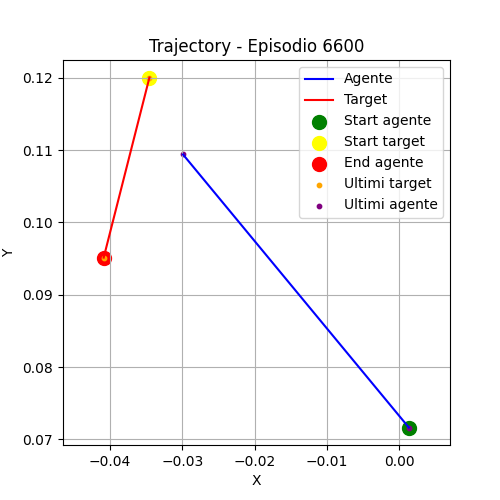 Trajectory - Episodio 6600
0.12
0.11
0.10
0.09
0.08
0.07
Y
Agente
Target
Start agente
Start target
End agente
Ultimi target
Ultimi agente
−0.04
−0.03
−0.02
−0.01
0.00
X